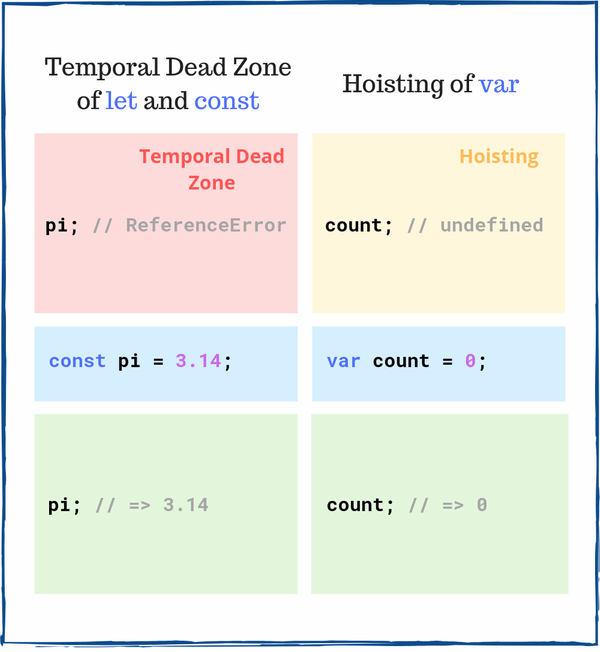 Temporal Dead Zone
of let and const
Temporal Dead
Zone
pi; // ReferenceError
const pi = 3.14;
pi; // => 3.14
Hoisting of var
Hoisting
count; // undefined
var count = 0;
count; // => 0